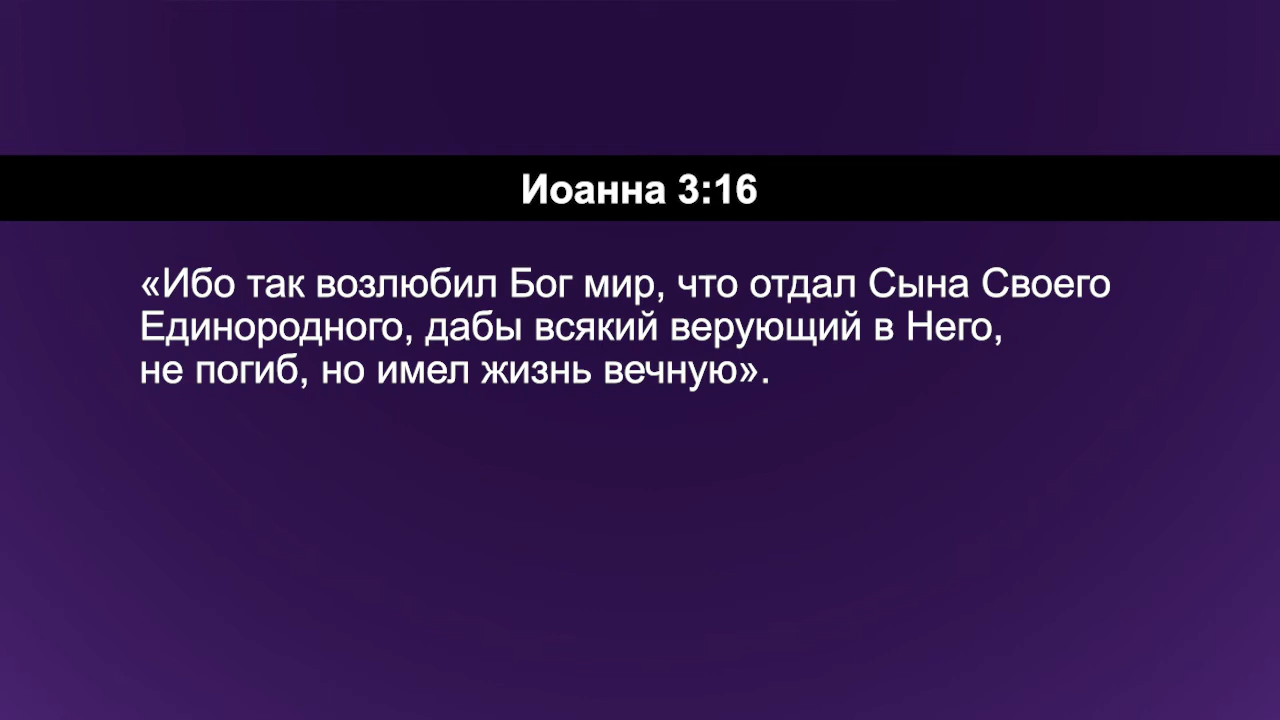 Иоанна 3:16
«Ибо так возлюбил Бог мир, что отдал Сына Своего
Единородного, дабы всякий верующий в Него,
не погиб, но имел жизнь вечную».